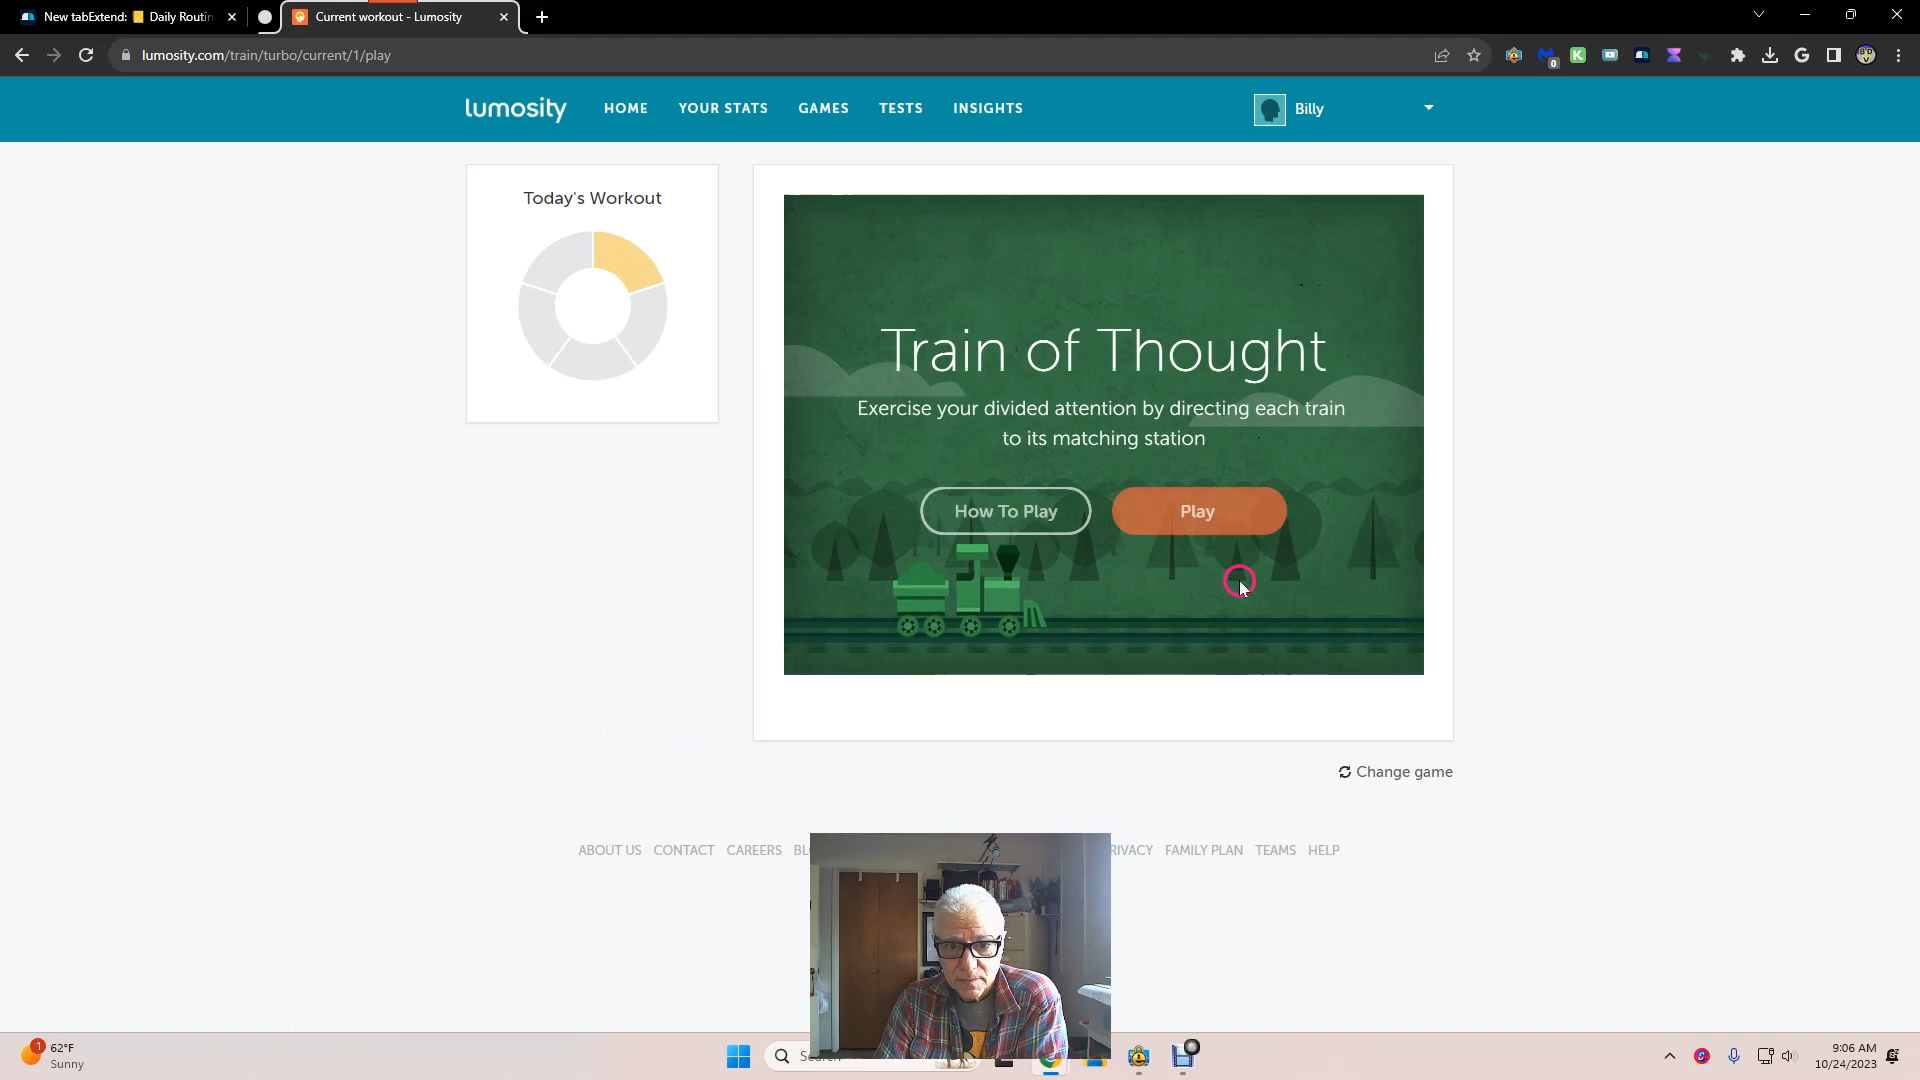 New tabExtend: Daily Routin
Current workout - Lumosity
lumosity.com/train/turbo/current/1/play
0
lumosity
HOME
YOUR STATS
GAMES
TESTS
INSIGHTS
Billy
Today's Workout
Train of Thought
Exercise your divided attention by directing each train
to its matching station
How To Play
Play
Change game
ABOUT US
CONTACT
CAREERS
FAMILY PLAN
TEAMS
HELP
1
62°F
Sunny
9:06 AM
10/24/2023